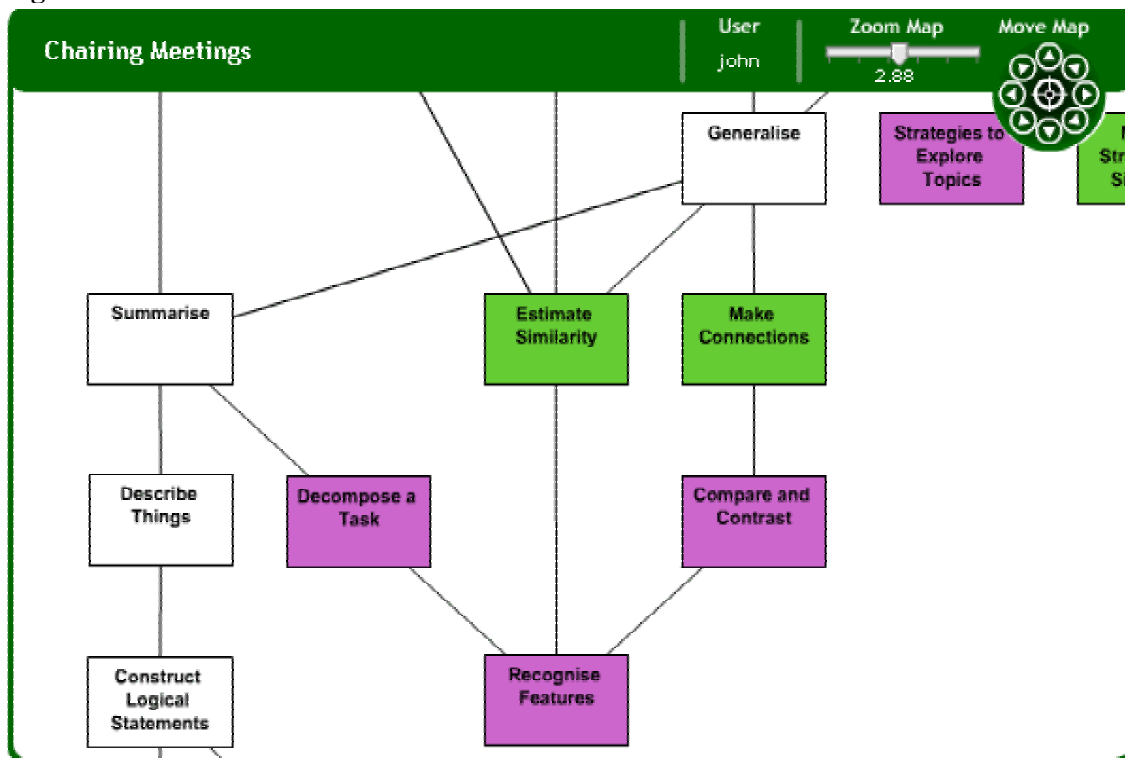 Chairing Meetings
User
john
Zoom Map
2.88
Move Map
Generalise
Strategies to
Explore
Topics
Summarise
Estimate
Similarity
Make
Connections
Describe
Things
Decompose a
Task
Compare and
Contrast
Construct
Logical
Statements
Recognise
Features